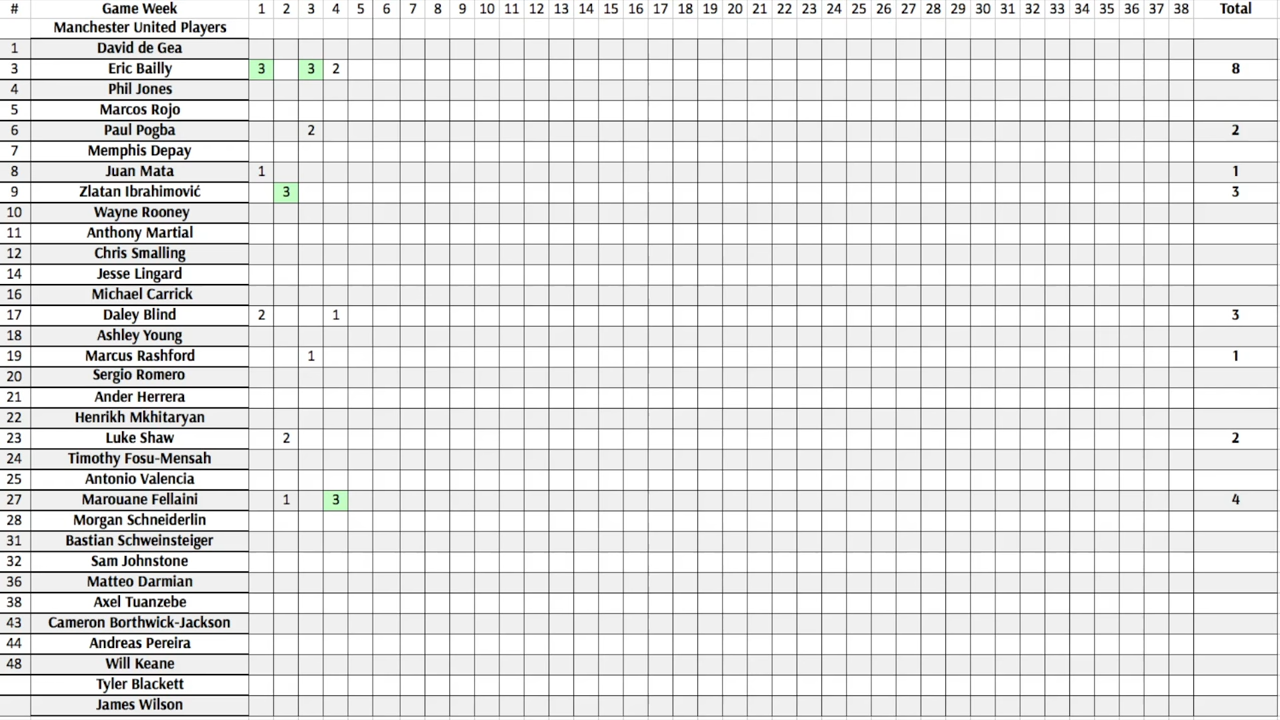 # Game Week 1 2 3 4 5 6 7 8 9 10 11 12 13 14 15 16 17 18 19 20 21 22 23 24 25 26 27 28 29 30 31 32 33 34 35 36 37 38 Total
Manchester United Players
1 David de Gea
3 Eric Bailly 3 3 2 8
4 Phil Jones
5 Marcos Rojo
6 Paul Pogba 2 2
7 Memphis Depay
8 Juan Mata 1 1
9 Zlatan Ibrahimović 3 3
10 Wayne Rooney
11 Anthony Martial
12 Chris Smalling
14 Jesse Lingard
16 Michael Carrick
17 Daley Blind 2 1 3
18 Ashley Young
19 Marcus Rashford 1 1
20 Sergio Romero
21 Ander Herrera
22 Henrikh Mkhitaryan
23 Luke Shaw 2 2
24 Timothy Fosu-Mensah
25 Antonio Valencia
27 Marouane Fellaini 1 3 4
28 Morgan Schneiderlin
31 Bastian Schweinsteiger
32 Sam Johnstone
36 Matteo Darmian
38 Axel Tuanzebe
43 Cameron Borthwick-Jackson
44 Andreas Pereira
48 Will Keane
Tyler Blackett
James Wilson